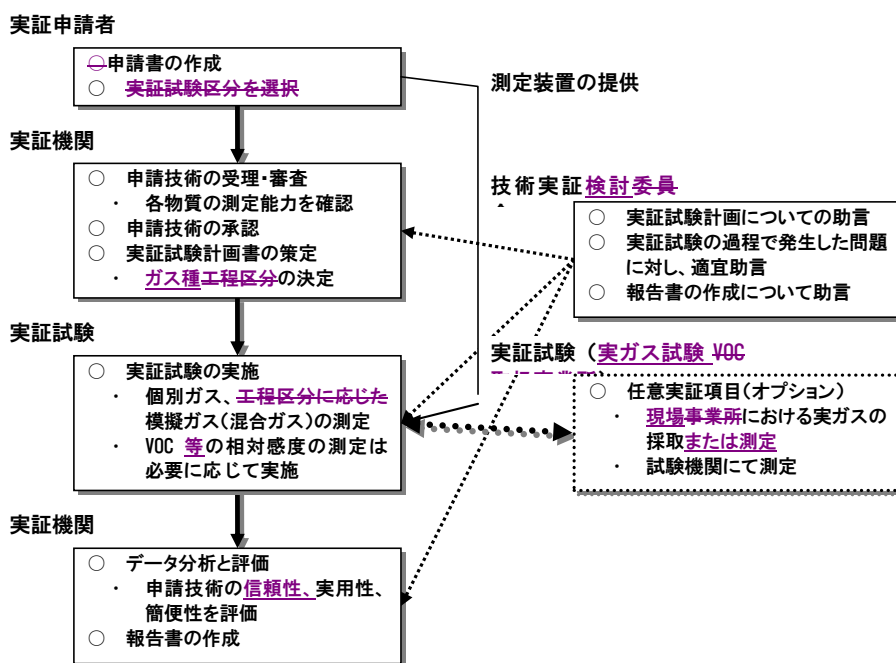 実証申請者
○申請書の作成
○ 実証試験区分を選択
測定装置の提供
実証機関
○ 申請技術の受理・審査
・ 各物質の測定能力を確認
○ 申請技術の承認
○ 実証試験計画書の策定
・ ガス種工程区分の決定
技術実証検討委員
○ 実証試験計画についての助言
○ 実証試験の過程で発生した問題
に対し、適宜助言
○ 報告書の作成について助言
実証試験
○ 実証試験の実施
・ 個別ガス、工程区分に応じた
模擬ガス(混合ガス)の測定
・ VOC 等の相対感度の測定は
必要に応じて実施
実証試験（実ガス試験 VOC
○ 任意実証項目(オプション)
・ 現場事業所における実ガスの
採取または測定
・ 試験機関にて測定
実証機関
○ データ分析と評価
・ 申請技術の信頼性、実用性、
簡便性を評価
○ 報告書の作成